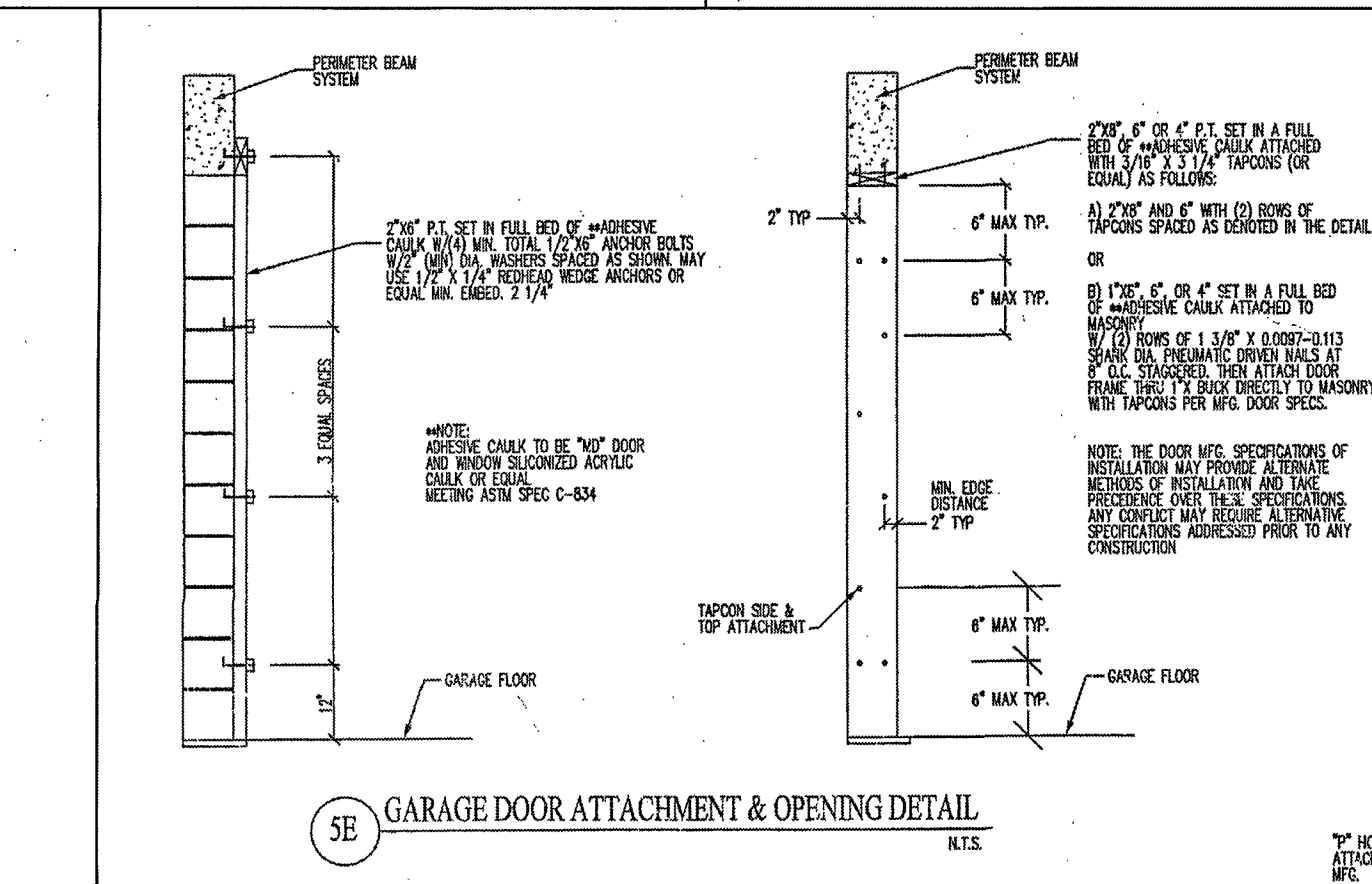 PERIMETER BEAM
SYSTEM
2"X6" P.T. SET IN FULL BED OF **ADHESIVE
CAULK W/(4) MIN. TOTAL 1/2"X6" ANCHOR BOLTS
W/2" (MIN) DIA. WASHERS SPACED AS SHOWN. MAY
USE 1/2" X 1/4" REDHEAD WEDGE ANCHORS OR
EQUAL MIN. EMBED. 2 1/4"
3 EQUAL SPACES
**NOTE:
ADHESIVE CAULK TO BE "MD" DOOR
AND WINDOW SILICONIZED ACRYLIC
CAULK OR EQUAL
MEETING ASTM SPEC C-834
12"
GARAGE FLOOR
PERIMETER BEAM
SYSTEM
2"X8", 6" OR 4" P.T. SET IN A FULL
BED OF **ADHESIVE CAULK ATTACHED
WITH 3/16" X 3 1/4" TAPCONS (OR
EQUAL) AS FOLLOWS:
A) 2"X8" AND 6" WITH (2) ROWS OF
TAPCONS SPACED AS DENOTED IN THE DETAIL
OR
B) 1"X8", 6", OR 4" SET IN A FULL BED
OF **ADHESIVE CAULK ATTACHED TO
MASONRY
W/ (2) ROWS OF 1 3/8" X 0.0097-0.113
SHANK DIA. PNEUMATIC DRIVEN NAILS AT
8" O.C. STAGGERED. THEN ATTACH DOOR
FRAME THRU 1"X BUCK DIRECTLY TO MASONRY
WITH TAPCONS PER MFG. DOOR SPECS.
NOTE: THE DOOR MFG. SPECIFICATIONS OF
INSTALLATION MAY PROVIDE ALTERNATE
METHODS OF INSTALLATION AND TAKE
PRECEDENCE OVER THESE SPECIFICATIONS.
ANY CONFLICT MAY REQUIRE ALTERNATIVE
SPECIFICATIONS ADDRESSED PRIOR TO ANY
CONSTRUCTION
2" TYP
6" MAX TYP.
6" MAX TYP.
MIN. EDGE
DISTANCE
2" TYP
TAPCON SIDE &
TOP ATTACHMENT
6" MAX TYP.
6" MAX TYP.
GARAGE FLOOR
5E
GARAGE DOOR ATTACHMENT & OPENING DETAIL
N.T.S.
"P" HO
ATTACH
MFG.